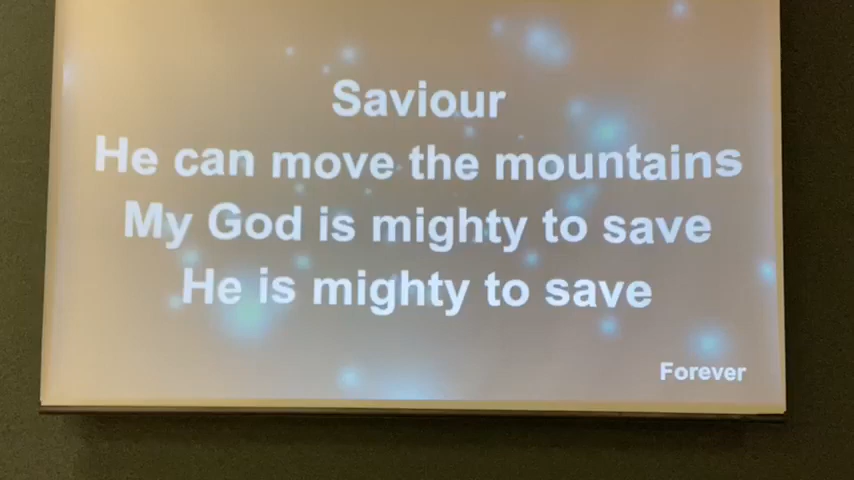 Saviour
He can move the mountains
My God is mighty to save
He is mighty to save
Forever